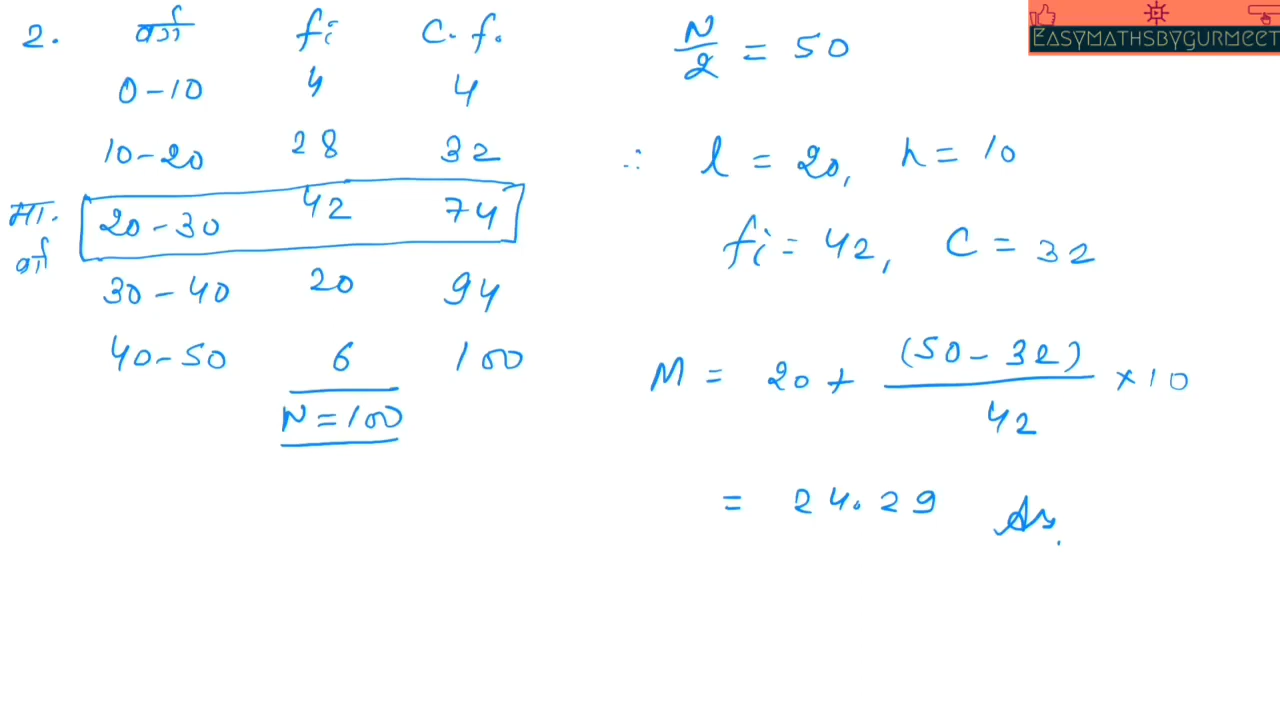 2. वर्ग fi C.f.
0-10 4 4
10-20 28 32
मा. वर्ग 20-30 42 74
30-40 20 94
40-50 6 100
N=100
N/2 = 50
∴ l = 20, h = 10
fi = 42, C = 32
M = 20 + (50-32)/42 × 10
= 24.29 Ans.
EASYMATHSBYGURMEET